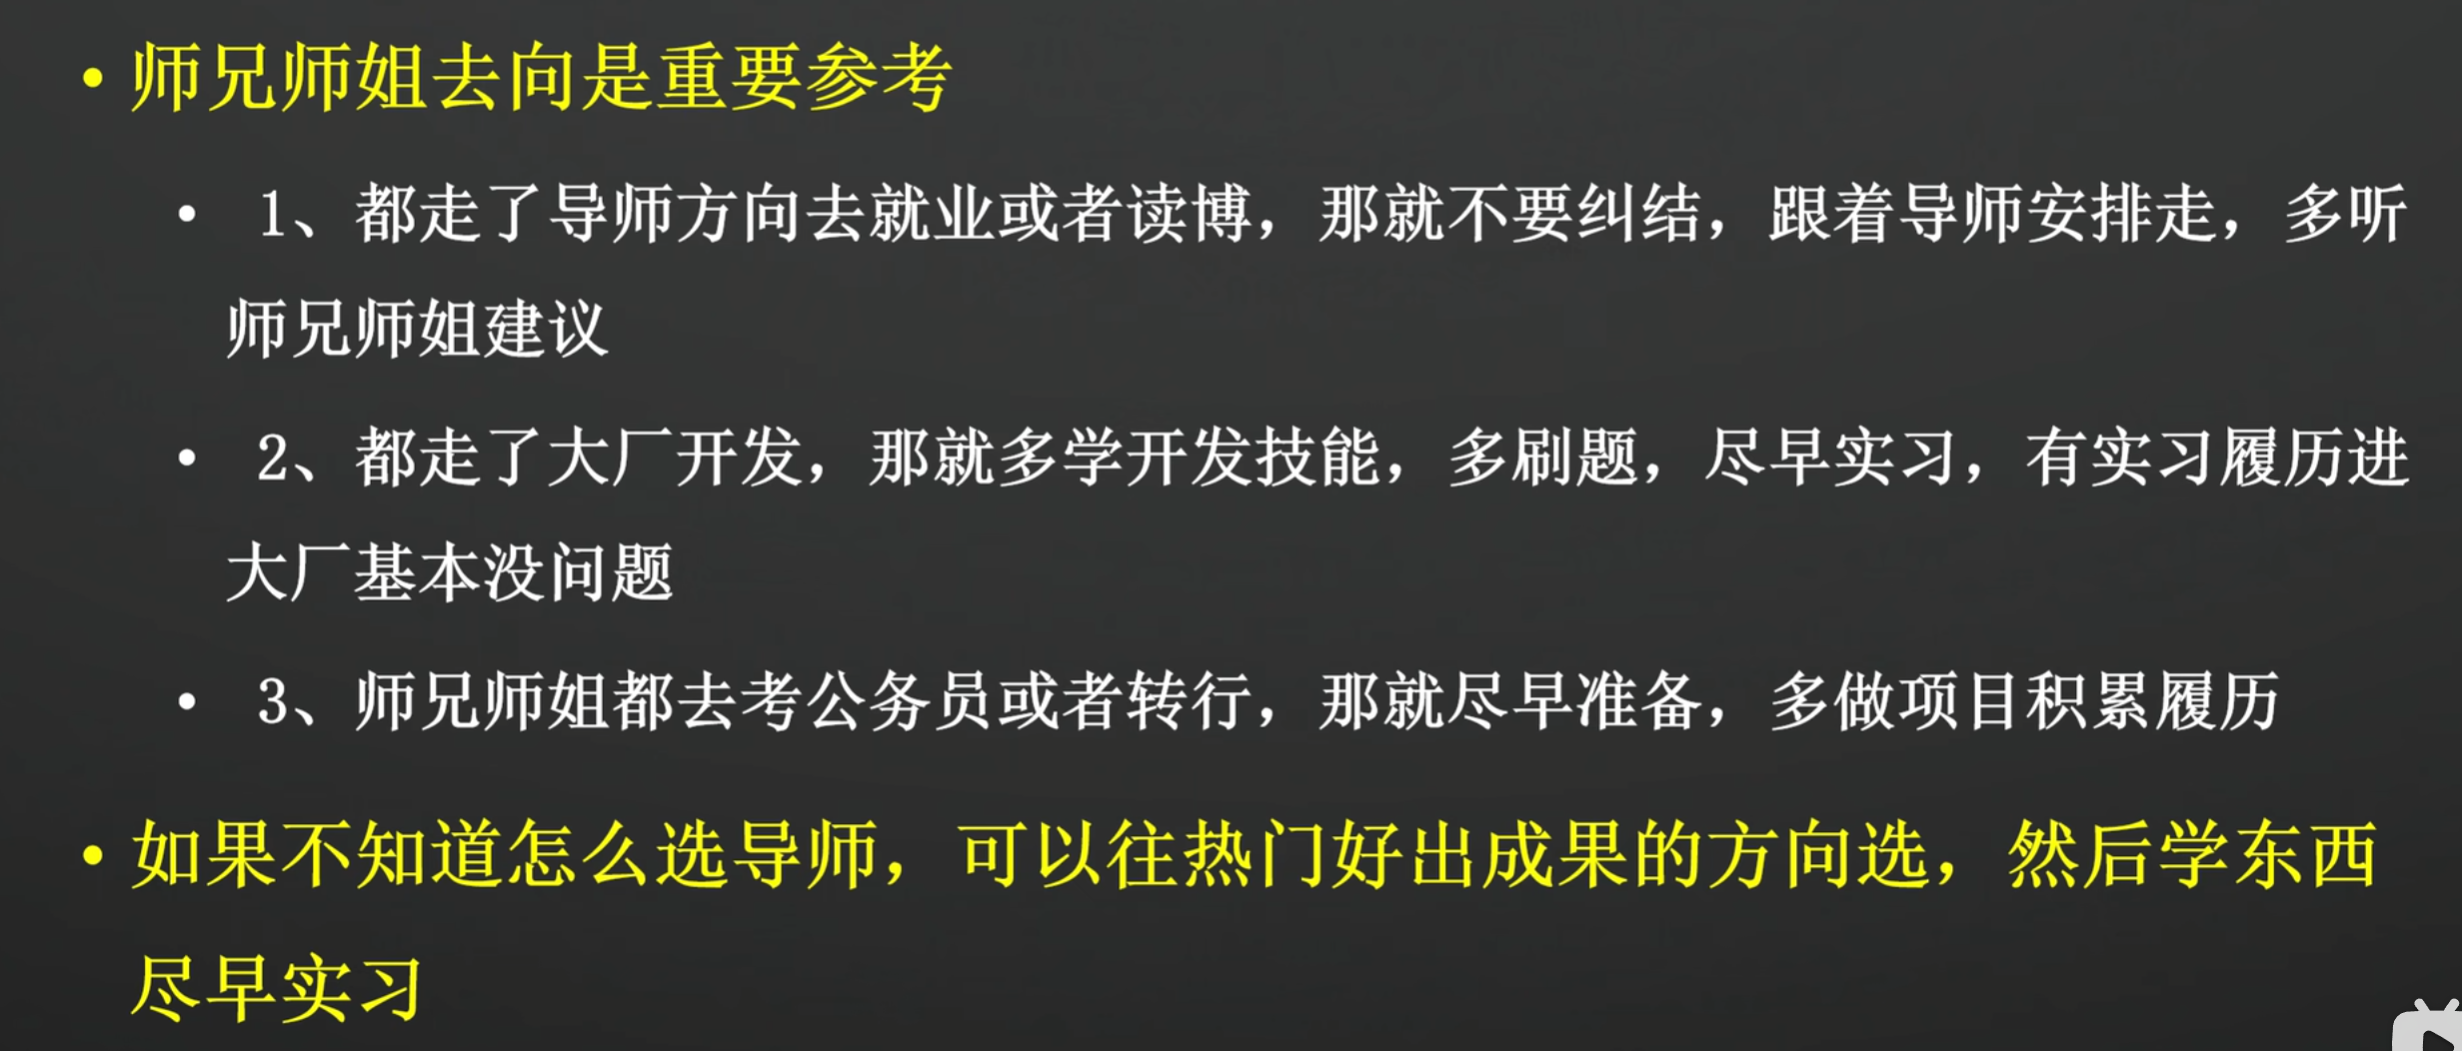 • 师兄师姐去向是重要参考
• 1、都走了导师方向去就业或者读博，那就不要纠结，跟着导师安排走，多听
师兄师姐建议
• 2、都走了大厂开发，那就多学开发技能，多刷题，尽早实习，有实习履历进
大厂基本没问题
• 3、师兄师姐都去考公务员或者转行，那就尽早准备，多做项目积累履历
• 如果不知道怎么选导师，可以往热门好出成果的方向选，然后学东西
尽早实习